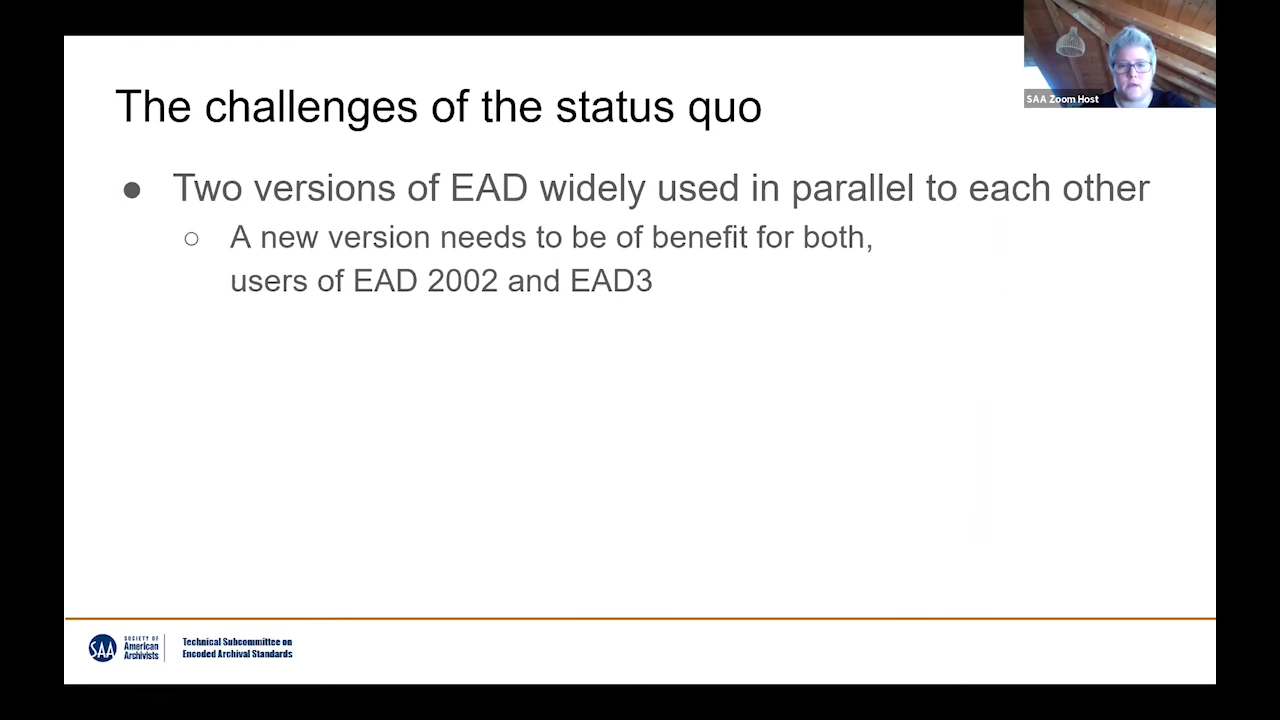 SAA Zoom Host
The challenges of the status quo
● Two versions of EAD widely used in parallel to each other
○ A new version needs to be of benefit for both,
users of EAD 2002 and EAD3
SAA
SOCIETY OF
American
Archivists
Technical Subcommittee on
Encoded Archival Standards